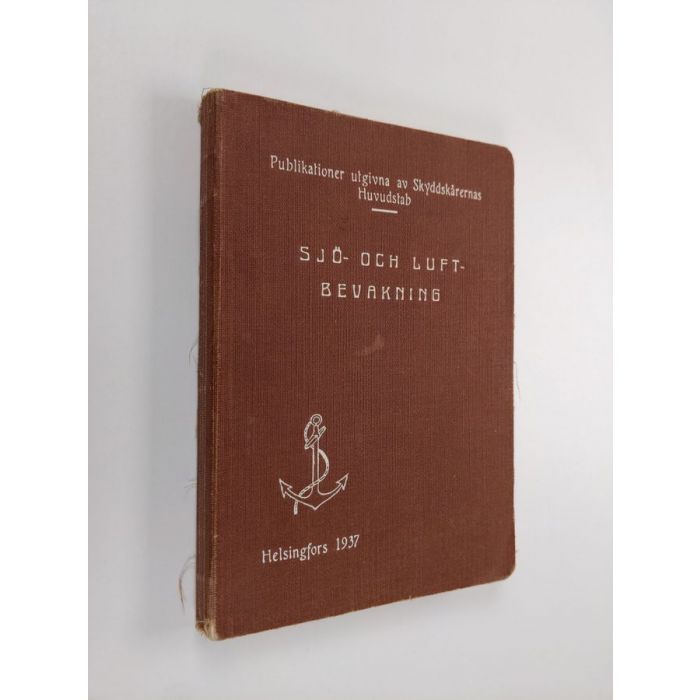 Publikationer utgivna av Skyddskårernas
Huvudstab
SJÖ- OCH LUFT-
BEVAKNING
Helsingfors 1937